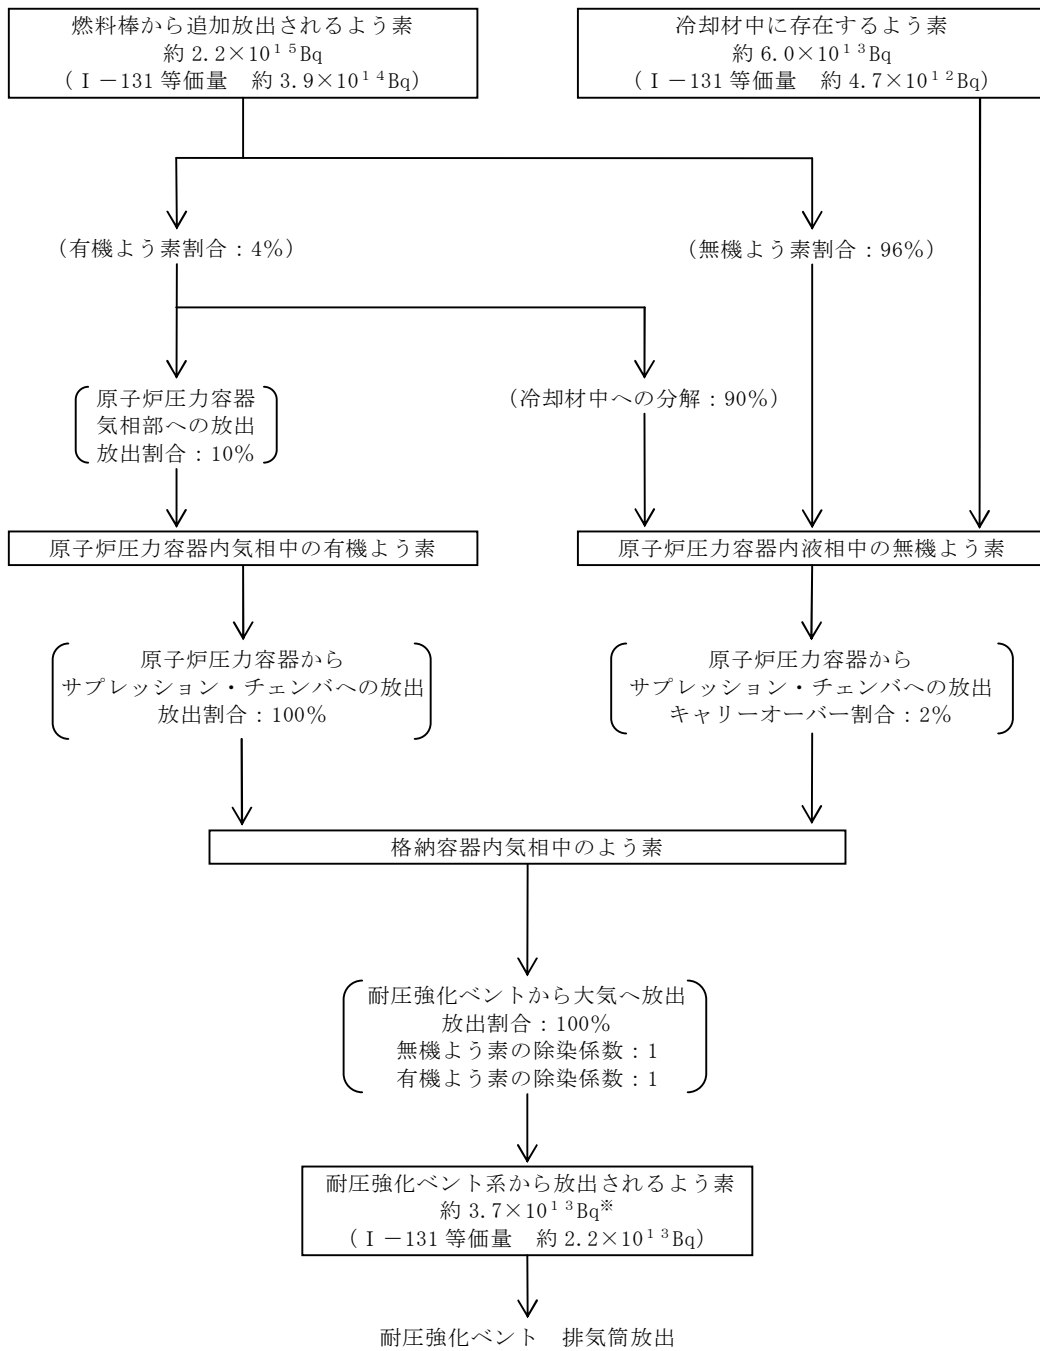 燃料棒から追加放出されるよう素
約 2.2×10¹⁵Bq
(Ⅰ－131 等価量　約 3.9×10¹⁴Bq)
冷却材中に存在するよう素
約 6.0×10¹³Bq
(Ⅰ－131 等価量　約 4.7×10¹²Bq)
(有機よう素割合：4%)
(無機よう素割合：96%)
原子炉圧力容器
気相部への放出
放出割合：10%
(冷却材中への分解：90%)
原子炉圧力容器内気相中の有機よう素
原子炉圧力容器内液相中の無機よう素
原子炉圧力容器から
サプレッション・チェンバへの放出
放出割合：100%
原子炉圧力容器から
サプレッション・チェンバへの放出
キャリーオーバー割合：2%
格納容器内気相中のよう素
耐圧強化ベントから大気へ放出
放出割合：100%
無機よう素の除染係数：1
有機よう素の除染係数：1
耐圧強化ベント系から放出されるよう素
約 3.7×10¹³Bq※
(Ⅰ－131 等価量　約 2.2×10¹³Bq)
耐圧強化ベント　排気筒放出